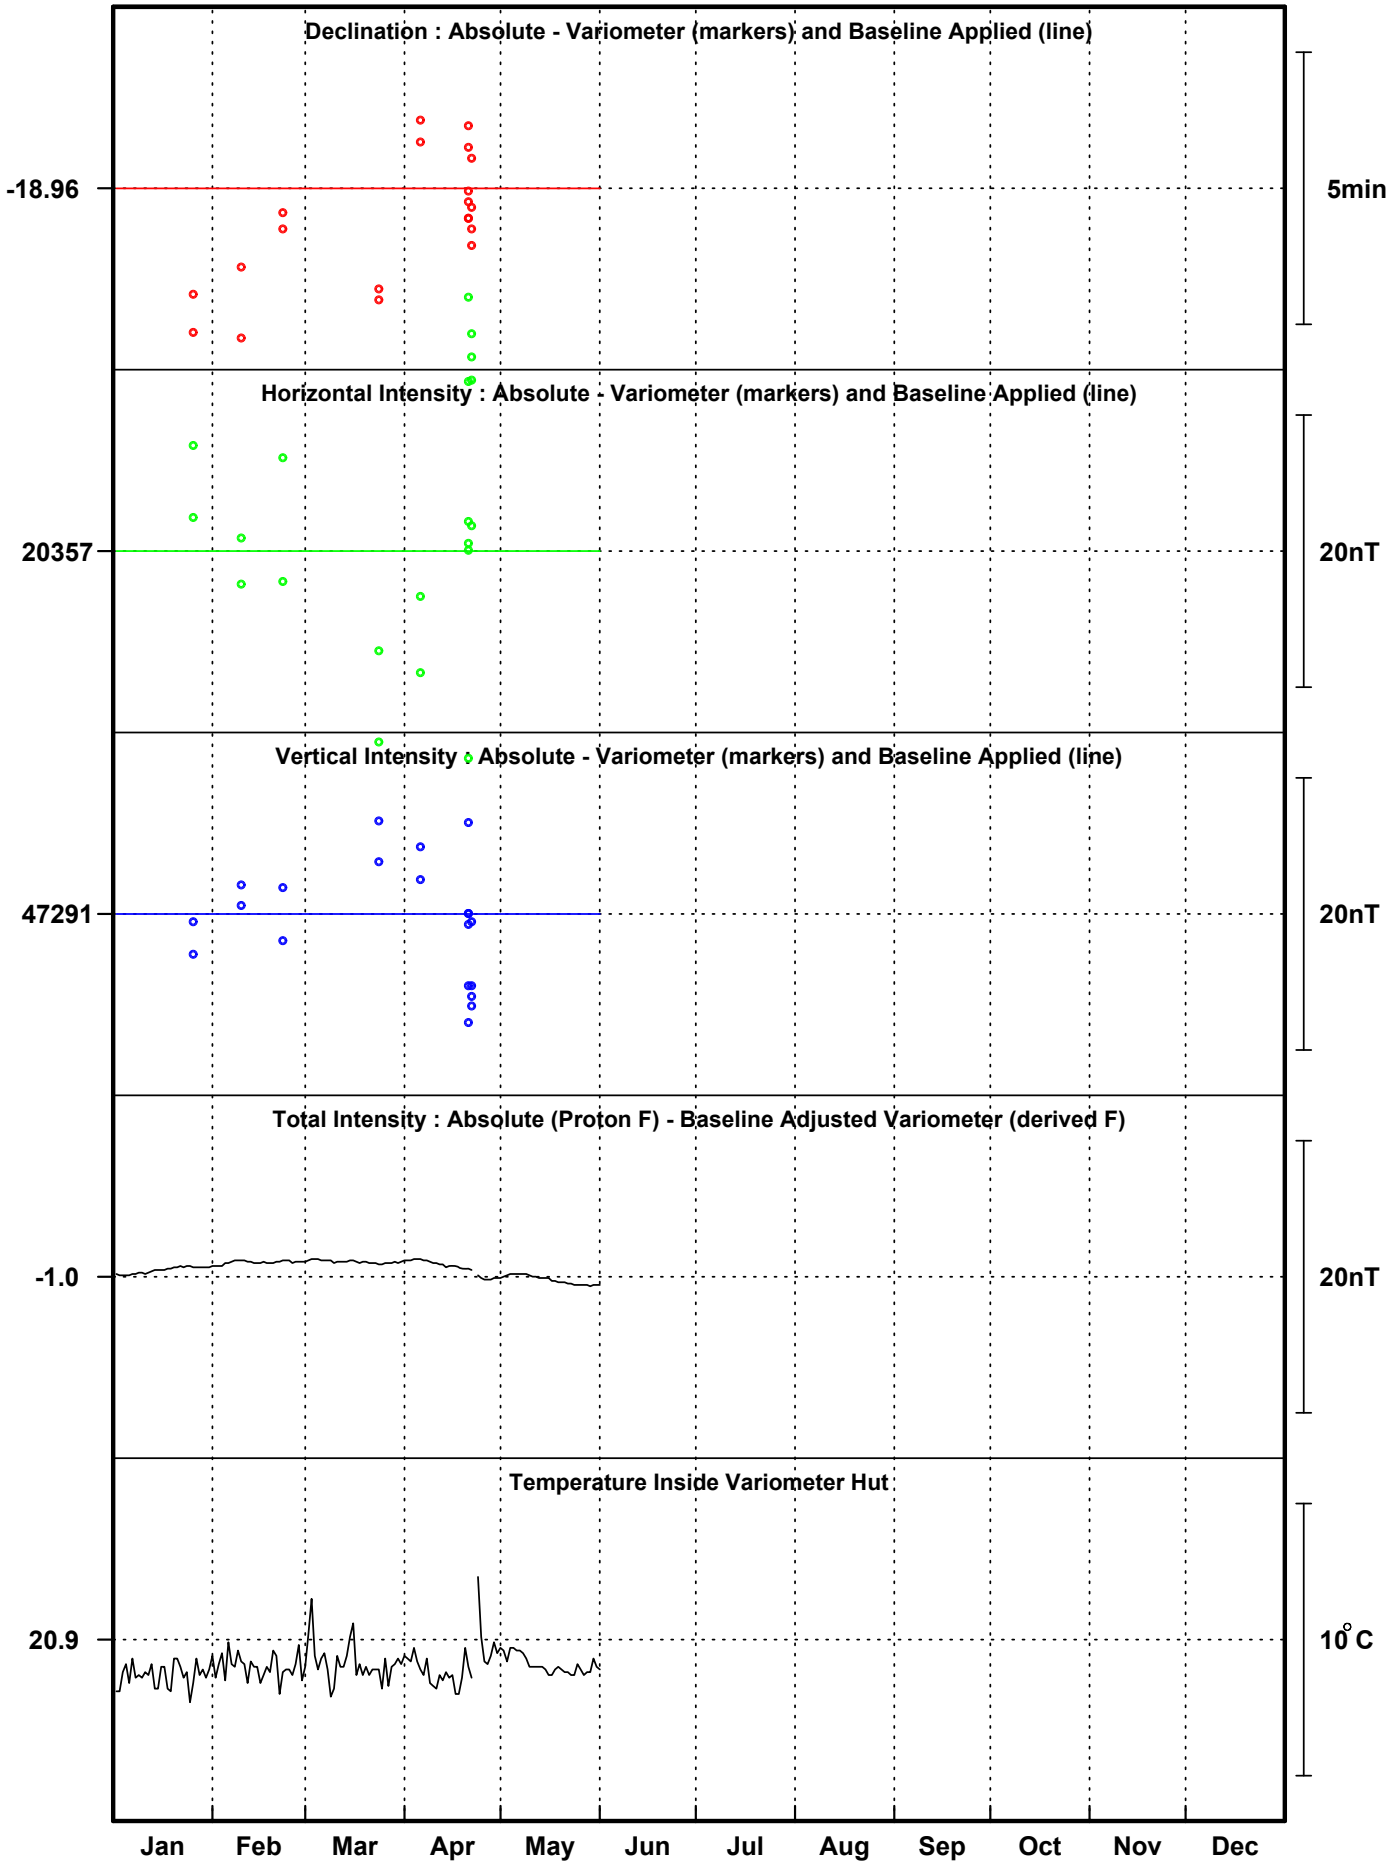 Declination : Absolute - Variometer (markers) and Baseline Applied (line)
-18.96
5min
Horizontal Intensity : Absolute - Variometer (markers) and Baseline Applied (line)
20357
20nT
Vertical Intensity : Absolute - Variometer (markers) and Baseline Applied (line)
47291
20nT
Total Intensity : Absolute (Proton F) - Baseline Adjusted Variometer (derived F)
-1.0
20nT
Temperature Inside Variometer Hut
20.9
10°C
Jan Feb Mar Apr May Jun Jul Aug Sep Oct Nov Dec